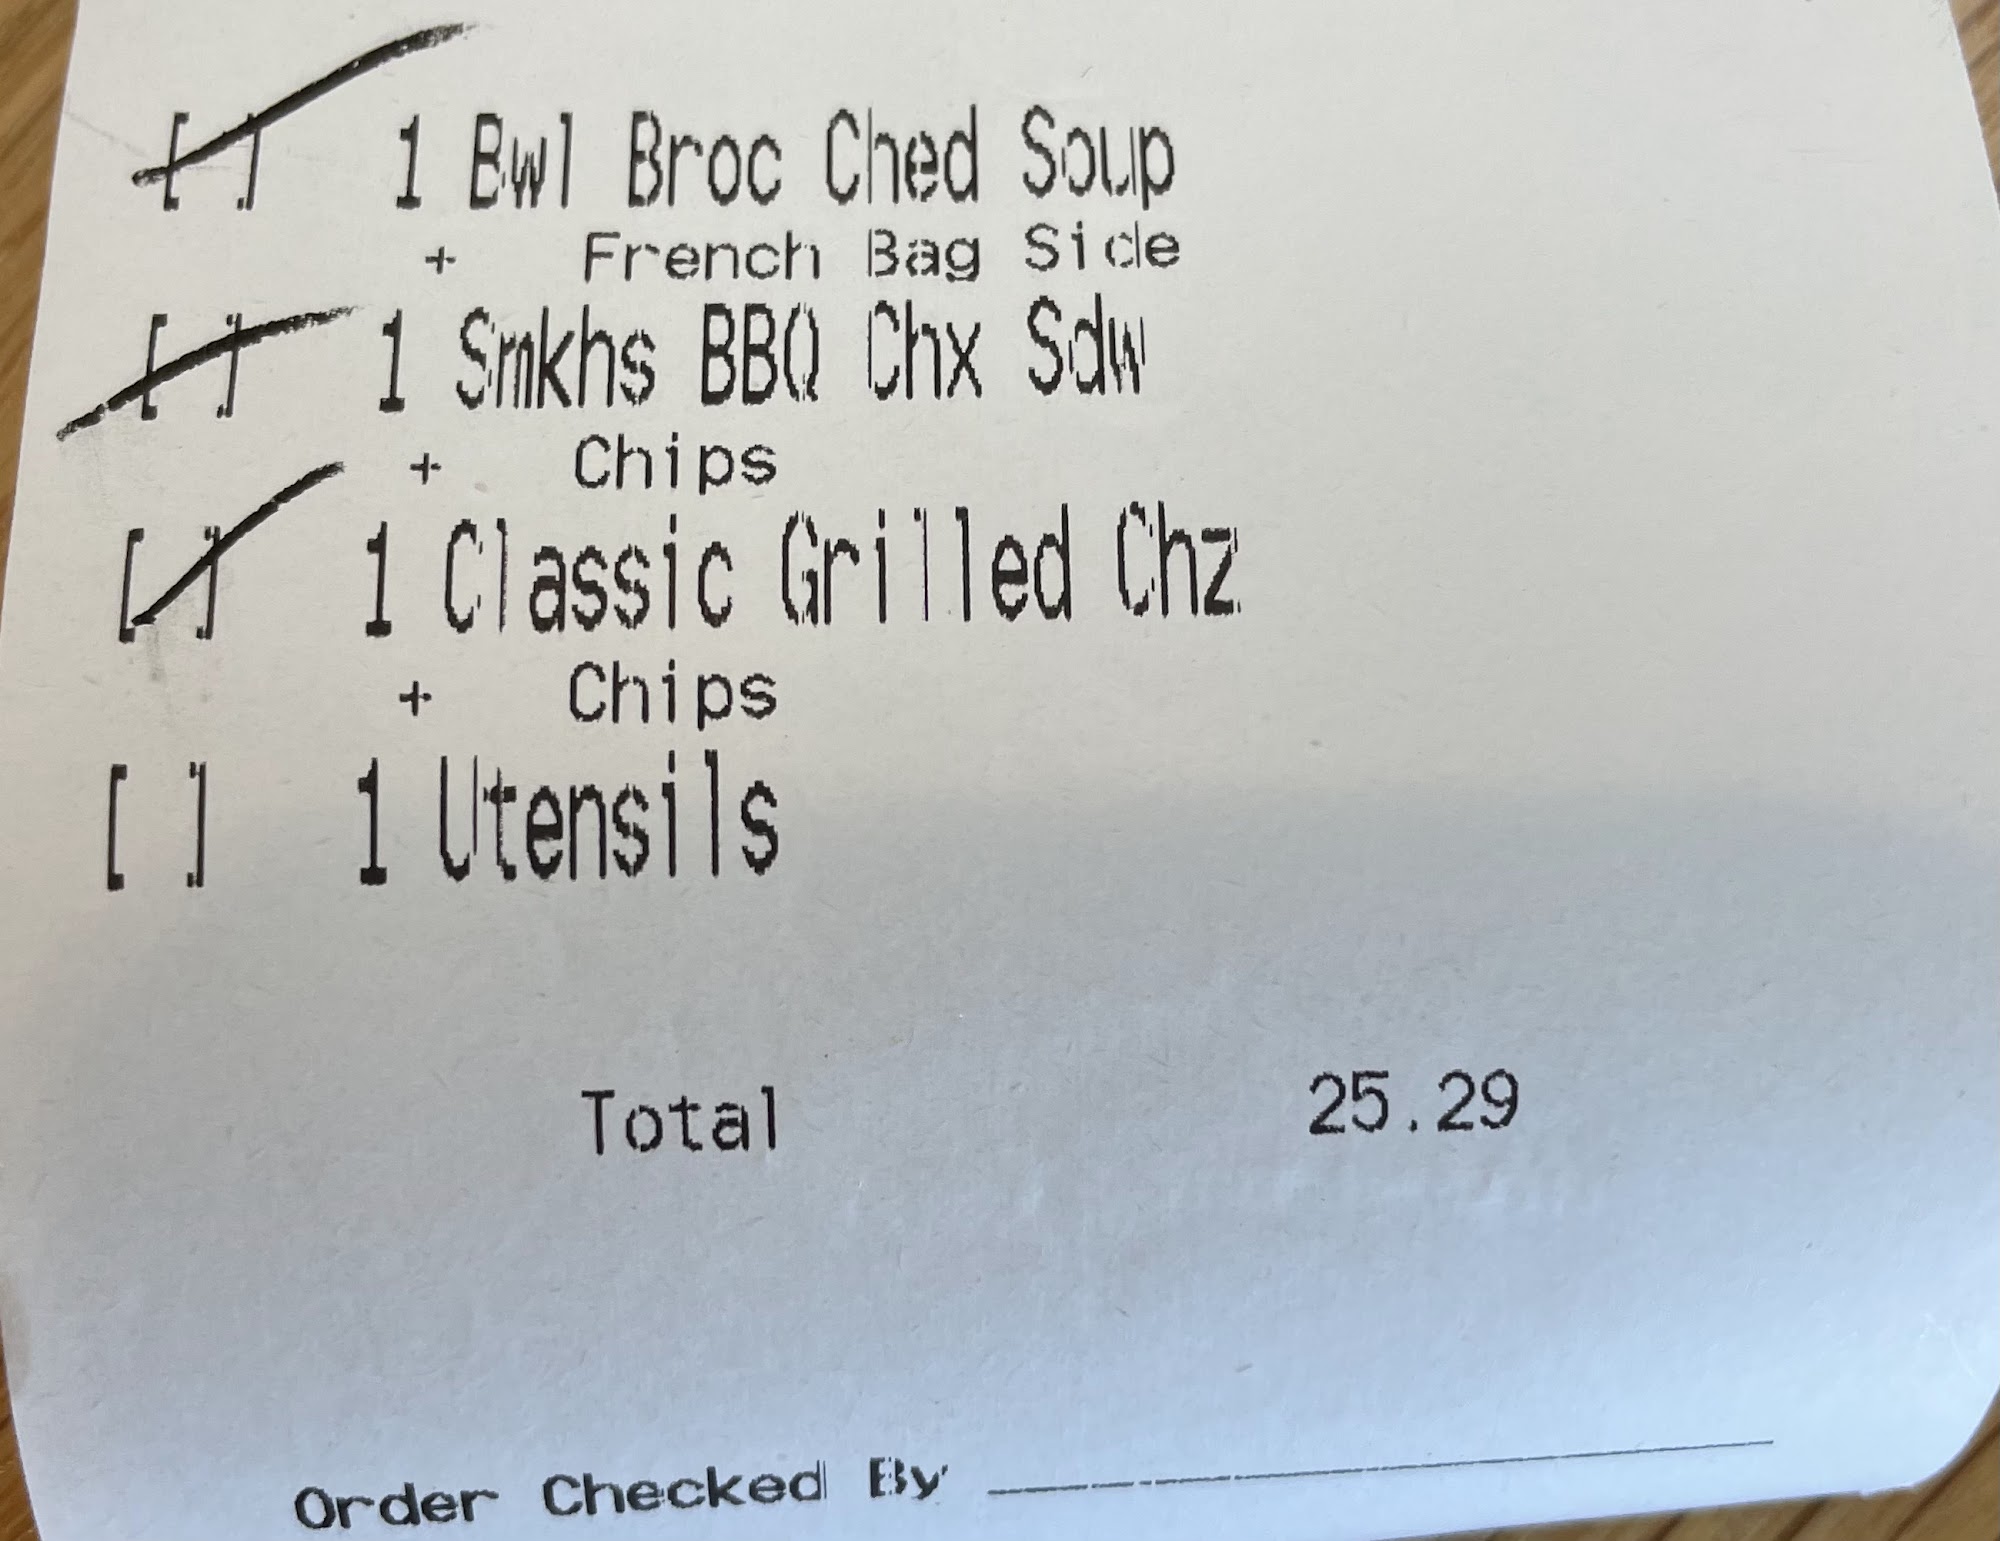 [ ] 1 Bwl Broc Ched Soup
+ French Bag Side
[ ] 1 Smkhs BBQ Chx Sdw
+ Chips
[ ] 1 Classic Grilled Chz
+ Chips
[ ] 1 Utensils
Total 25.29
Order Checked By